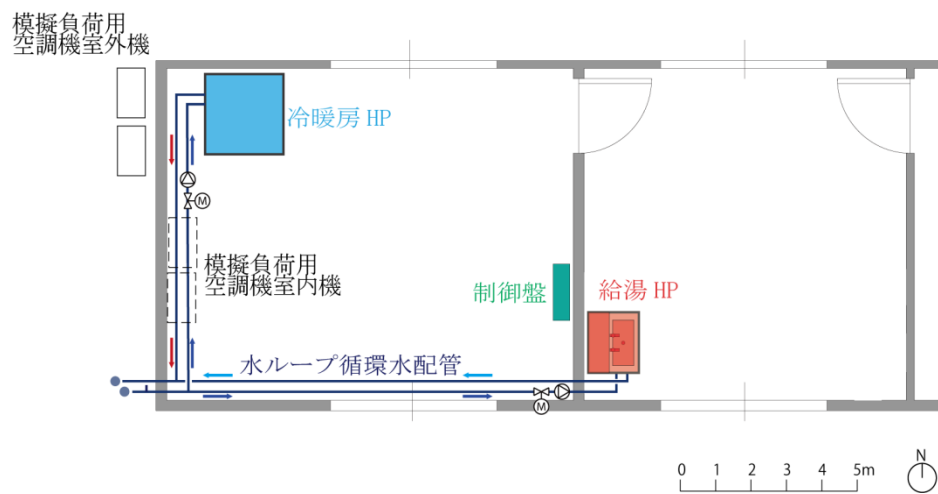 模擬負荷用
空調機室外機
冷暖房 HP
M
模擬負荷用
空調機室内機
制御盤
給湯 HP
水ループ循環水配管
M
0 1 2 3 4 5m
N